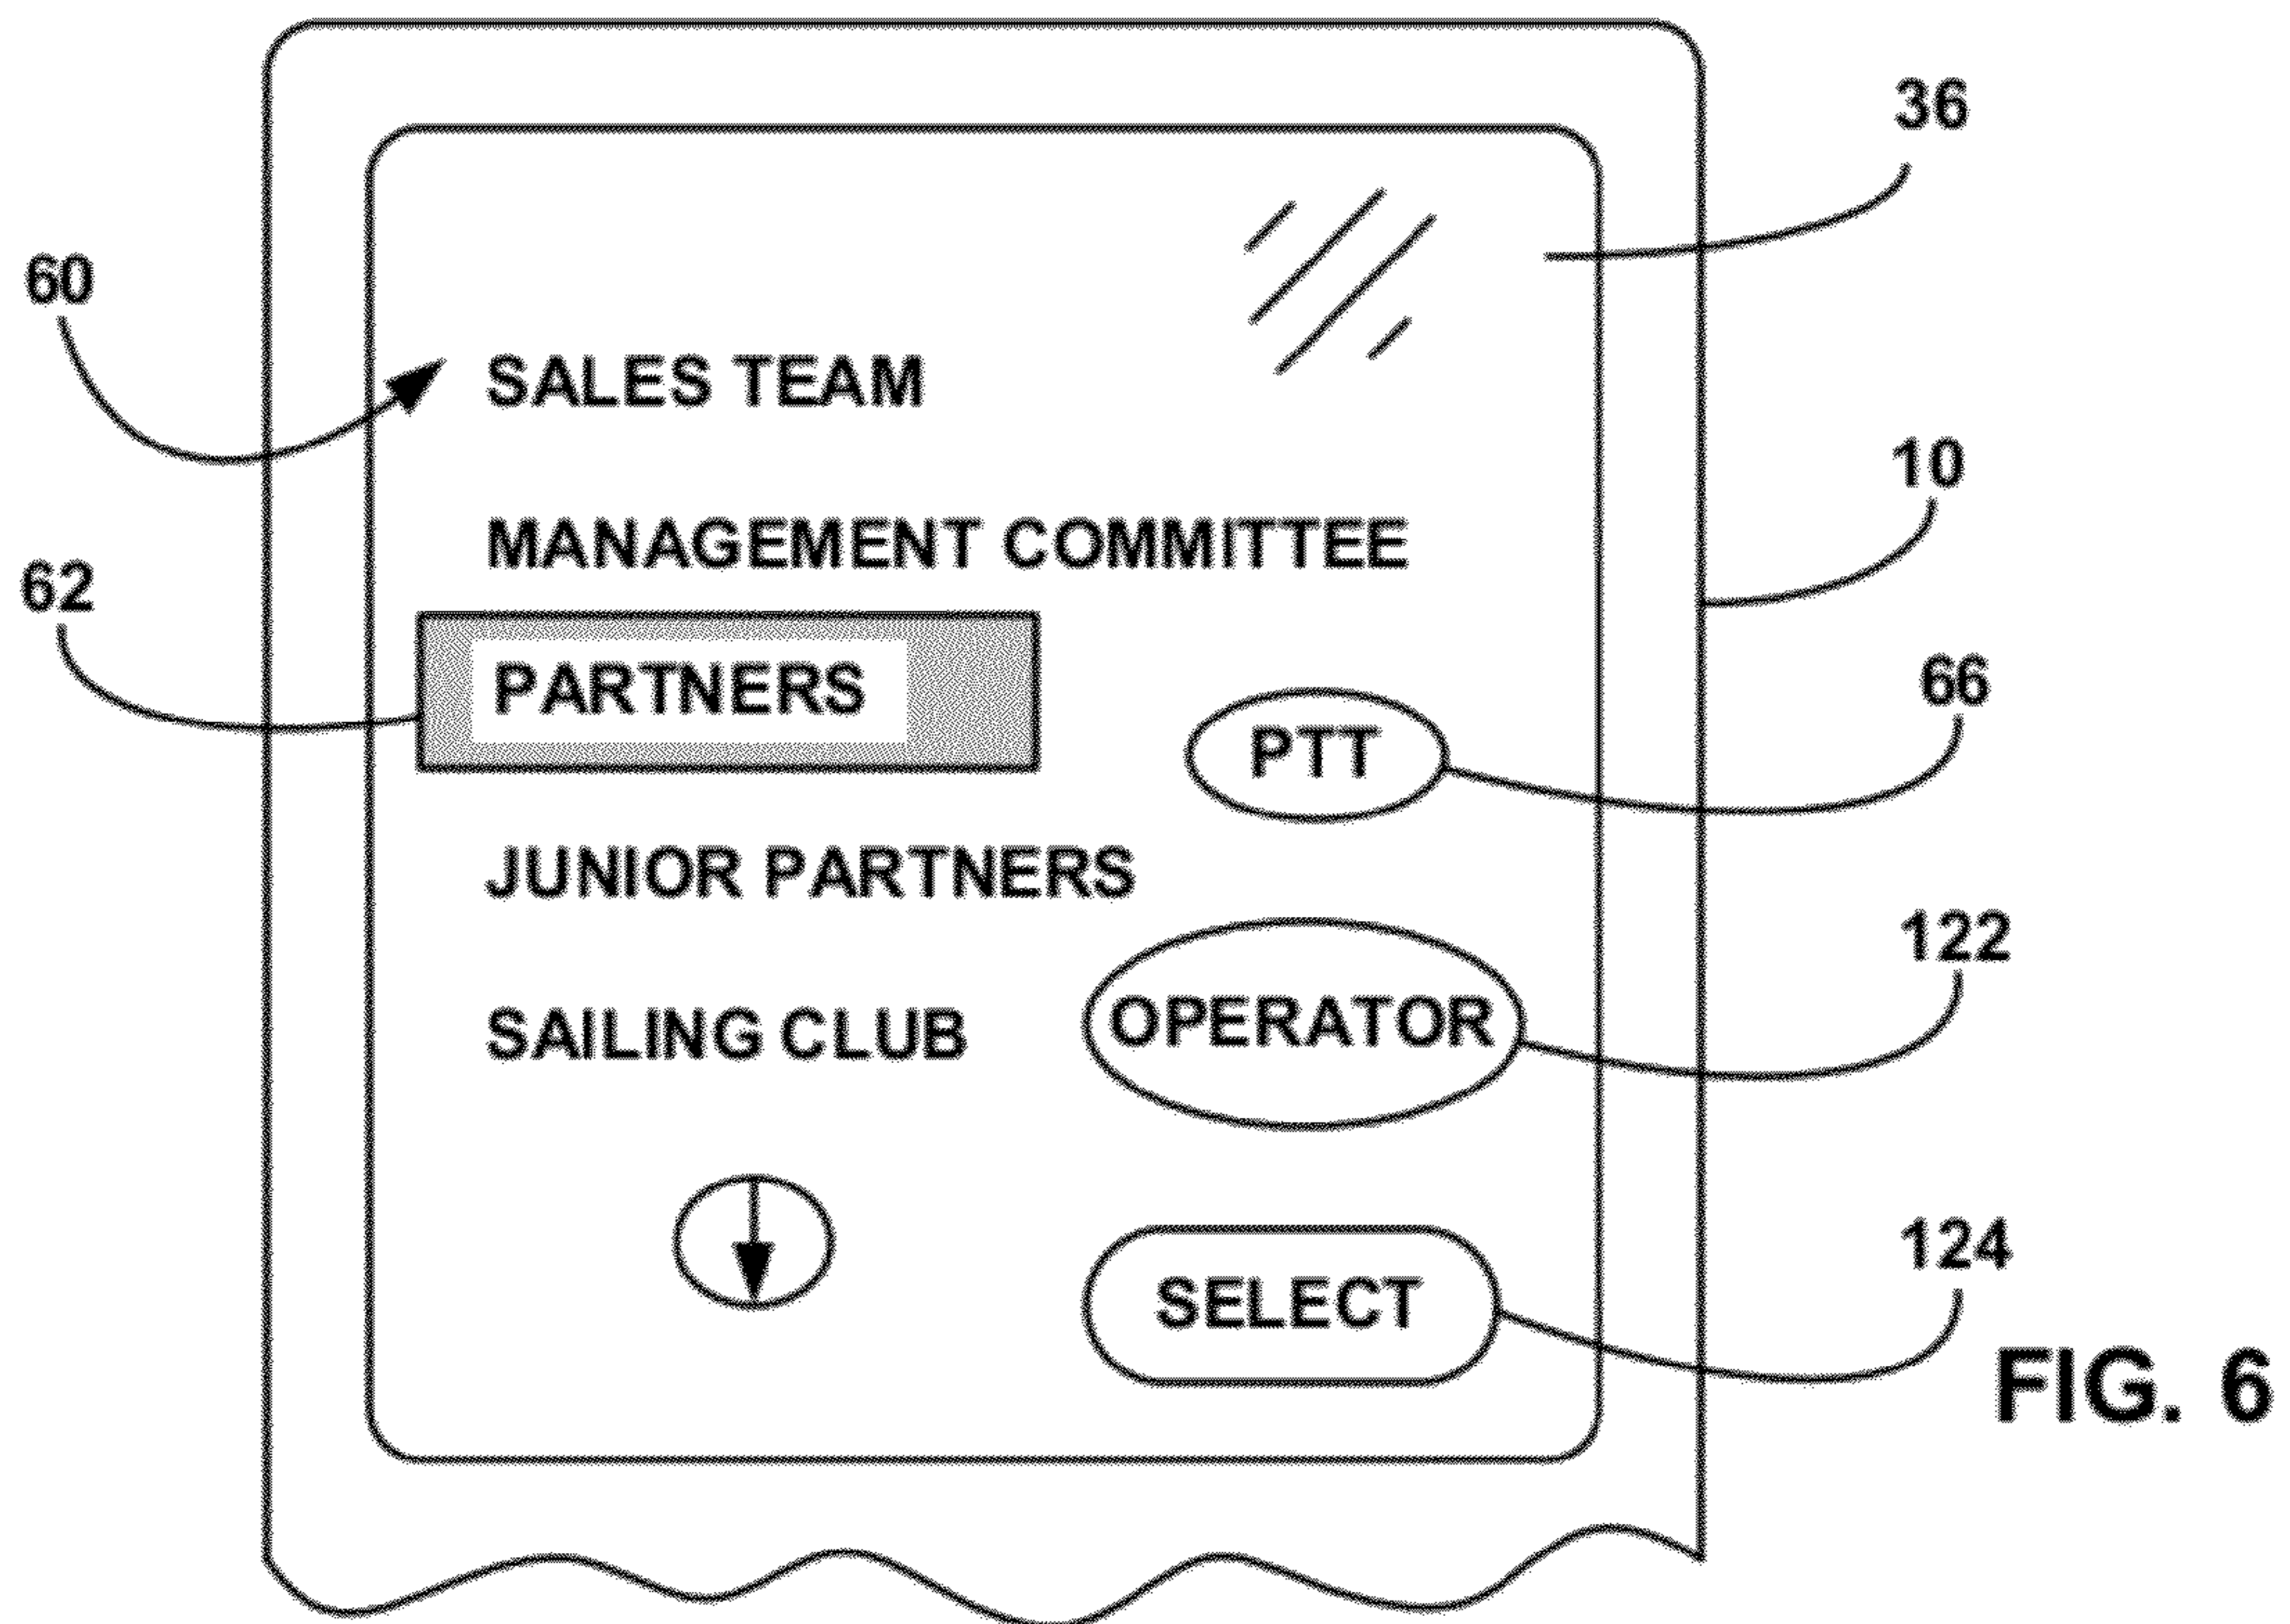 36
60
SALES TEAM
10
MANAGEMENT COMMITTEE
62
PARTNERS
66
PTT
JUNIOR PARTNERS
122
OPERATOR
SAILING CLUB
124
SELECT
FIG. 6